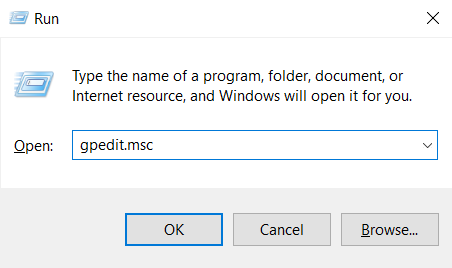 Run
Type the name of a program, folder, document, or
Internet resource, and Windows will open it for you.
Open: gpedit.msc
OK Cancel Browse...